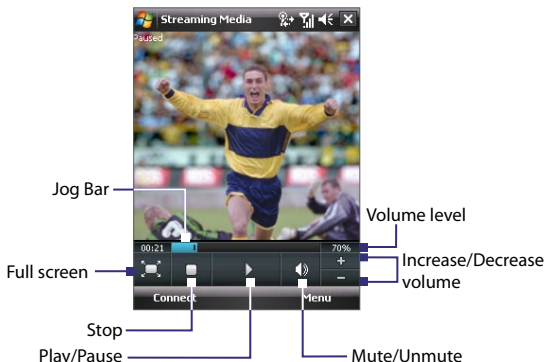 Streaming Media
Paused
Jog Bar
Volume level
00:21
70%
Full screen
+
Increase/Decrease
volume
−
Connect
Menu
Stop
Play/Pause
Mute/Unmute